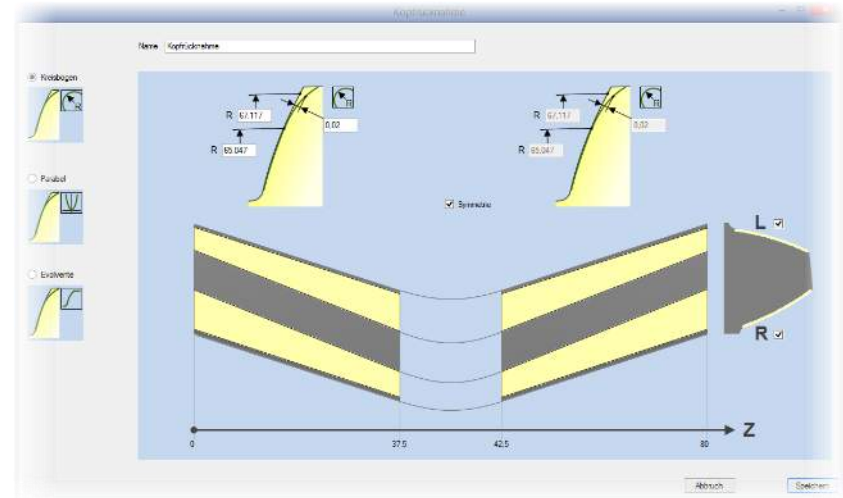 Kopfrücknahme
Name Kopfrücknahme
Kreisbogen
R
R 67.117
0,02
R 65.047
R
R 67.117
0,02
R 65.047
Parabel
Symmetrie
L
Evolvente
R
Z
0 37.5 42.5 80
Abbruch Speichern